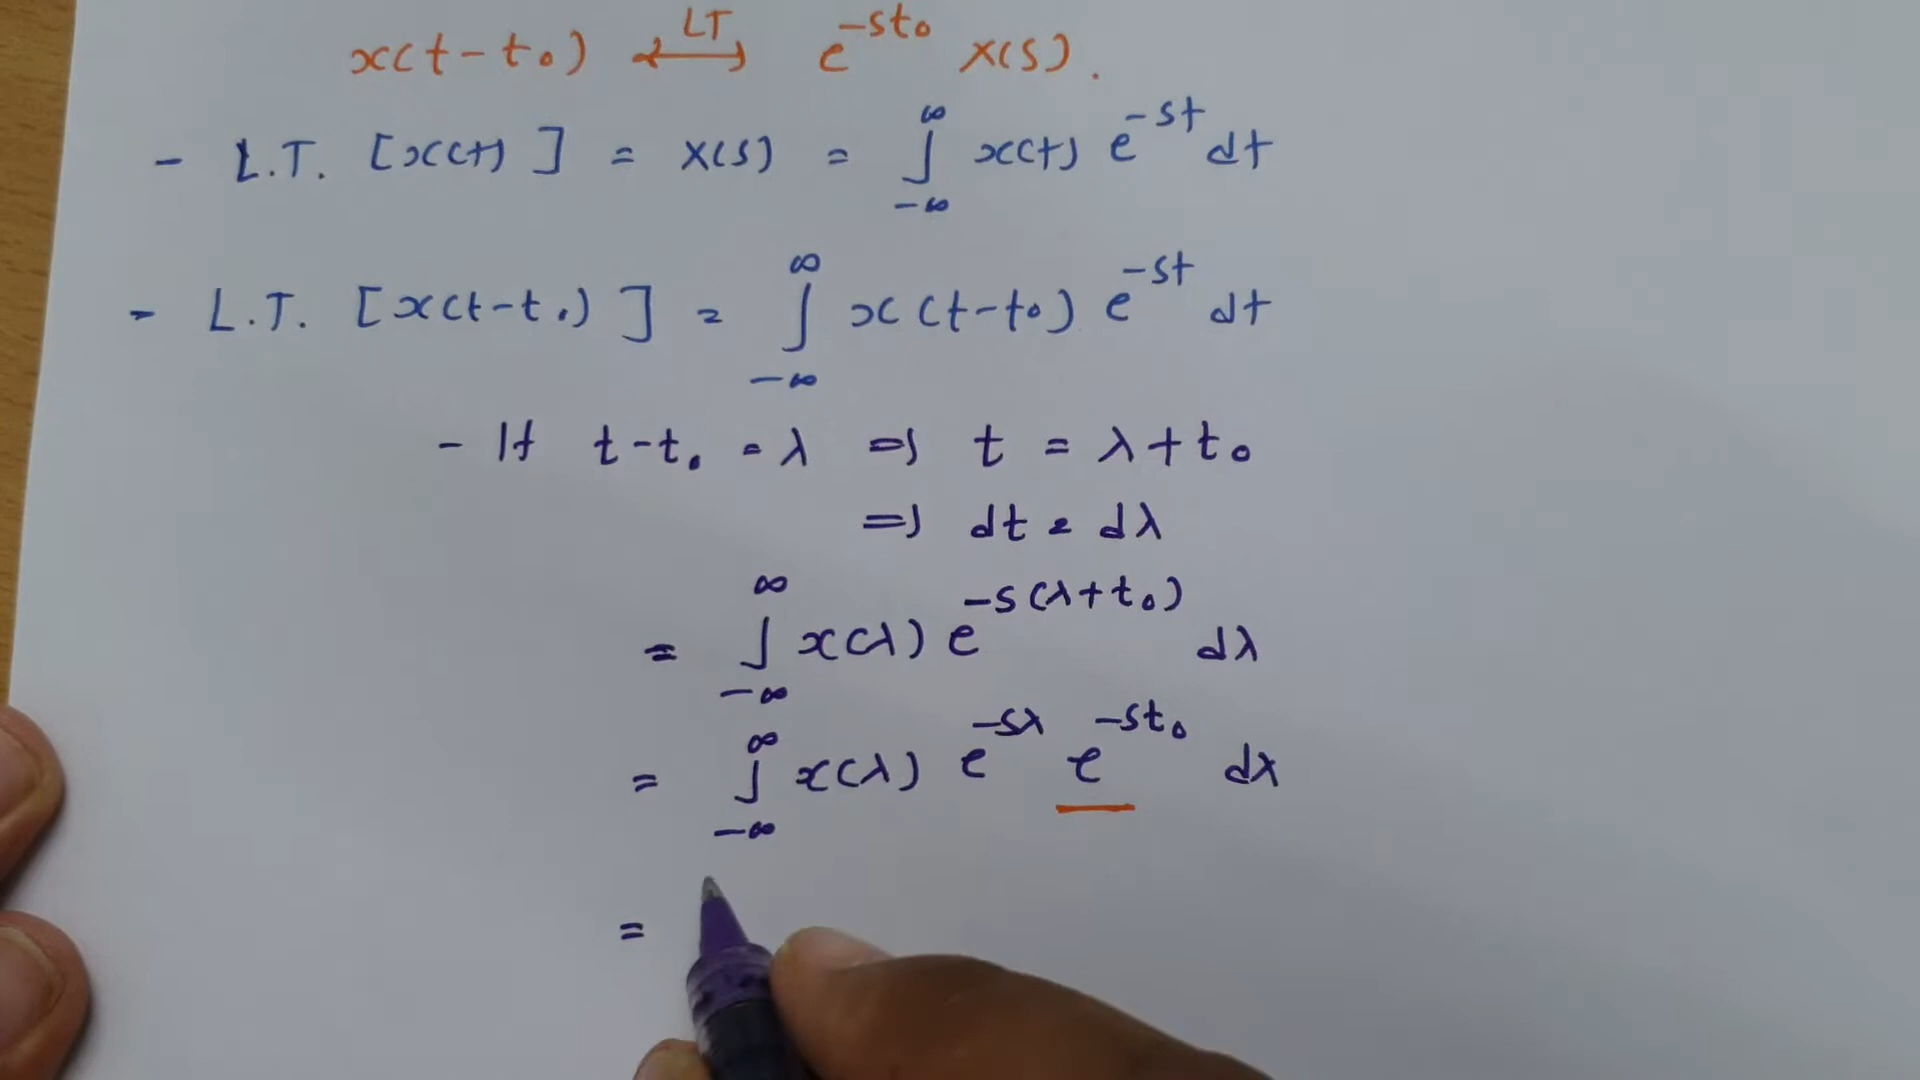 x(t-t₀) ⟷ᴸᵀ e^{-st₀} X(s).
- L.T. [x(t)] = X(s) = ∫_{-∞}^{∞} x(t) e^{-st} dt
- L.T. [x(t-t₀)] = ∫_{-∞}^{∞} x(t-t₀) e^{-st} dt
- If t-t₀ = λ ⇒ t = λ+t₀
⇒ dt = dλ
= ∫_{-∞}^{∞} x(λ) e^{-s(λ+t₀)} dλ
= ∫_{-∞}^{∞} x(λ) e^{-sλ} e^{-st₀} dλ
=